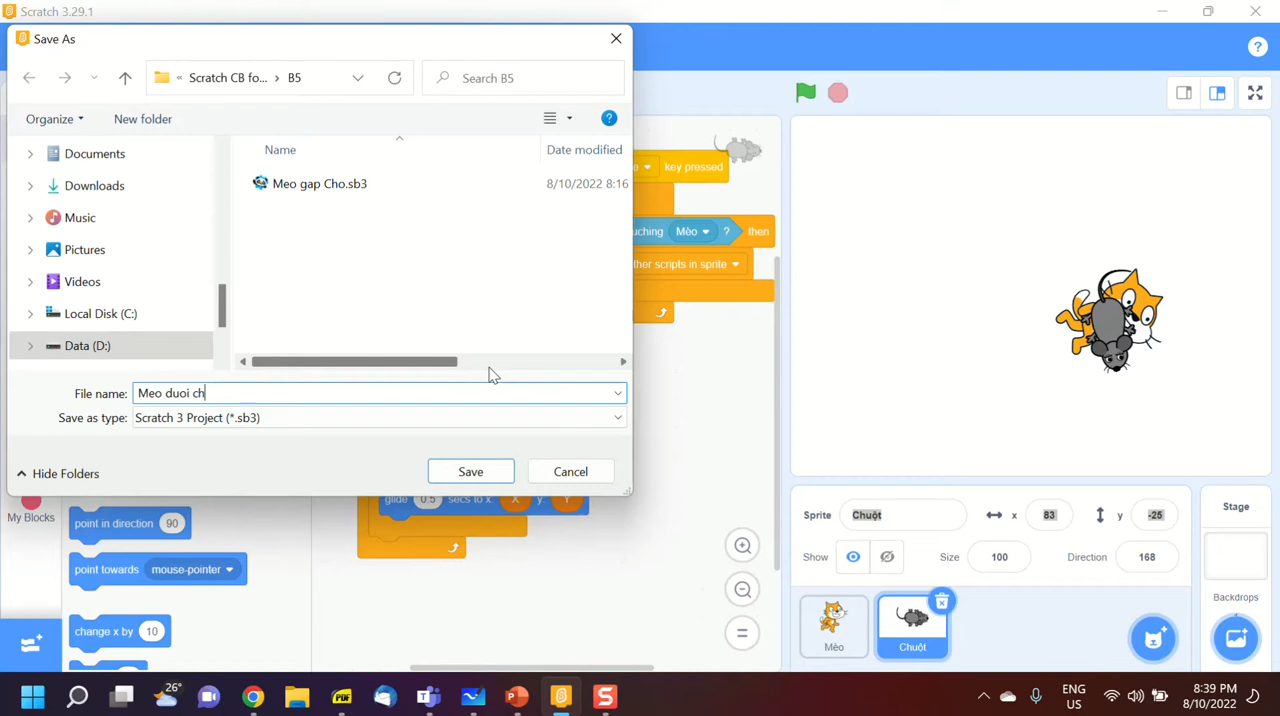 Scratch 3.29.1
Save As
« Scratch CB fo... › B5
Search B5
Organize
New folder
Name
Date modified
Documents
Downloads
Music
Pictures
Videos
Local Disk (C:)
Data (D:)
Meo gap Cho.sb3
8/10/2022 8:16
File name: Meo duoi ch
Save as type: Scratch 3 Project (*.sb3)
Hide Folders
Save
Cancel
key pressed
Mèo ? then
scripts in sprite
My Blocks
glide 0.5 secs to x: X y: Y
point in direction 90
point towards mouse-pointer
change x by 10
Sprite Chuột x 83 y -25
Show Size 100 Direction 168
Mèo
Chuột
Stage
Backdrops
26°
PDF
ENG
US
8:39 PM
8/10/2022